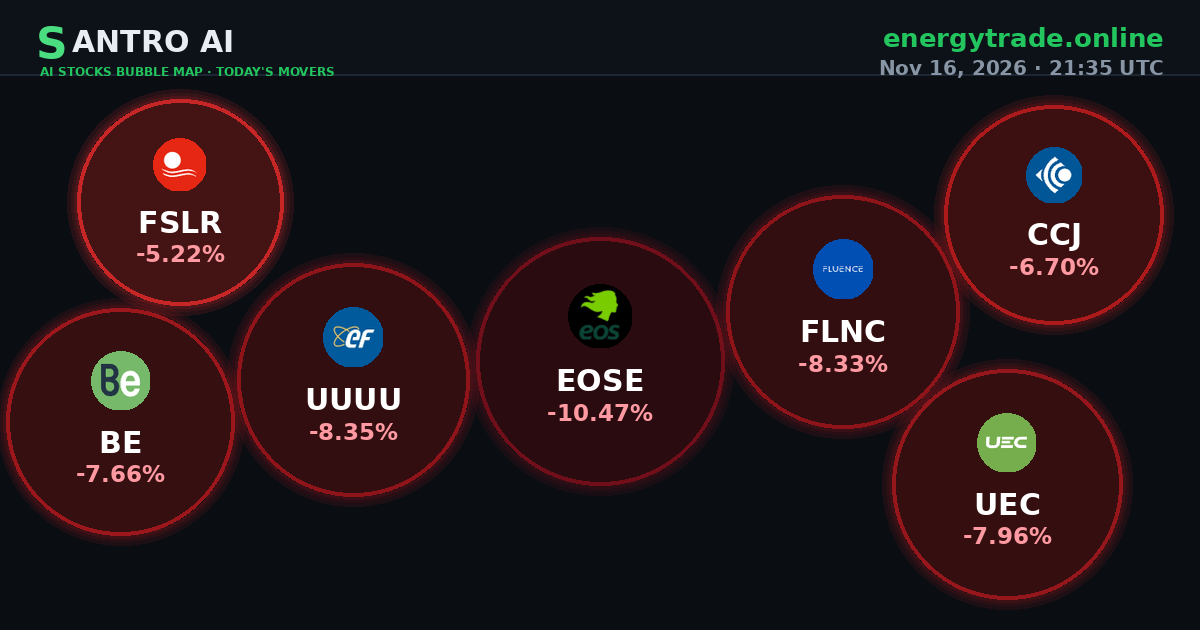 SANTRO AI
AI STOCKS BUBBLE MAP · TODAY'S MOVERS
energytrade.online
Nov 16, 2026 · 21:35 UTC
FSLR
-5.22%
CCJ
-6.70%
FLUENCE
FLNC
-8.33%
eos
EOSE
-10.47%
eF
UUUU
-8.35%
Be
BE
-7.66%
UEC
UEC
-7.96%